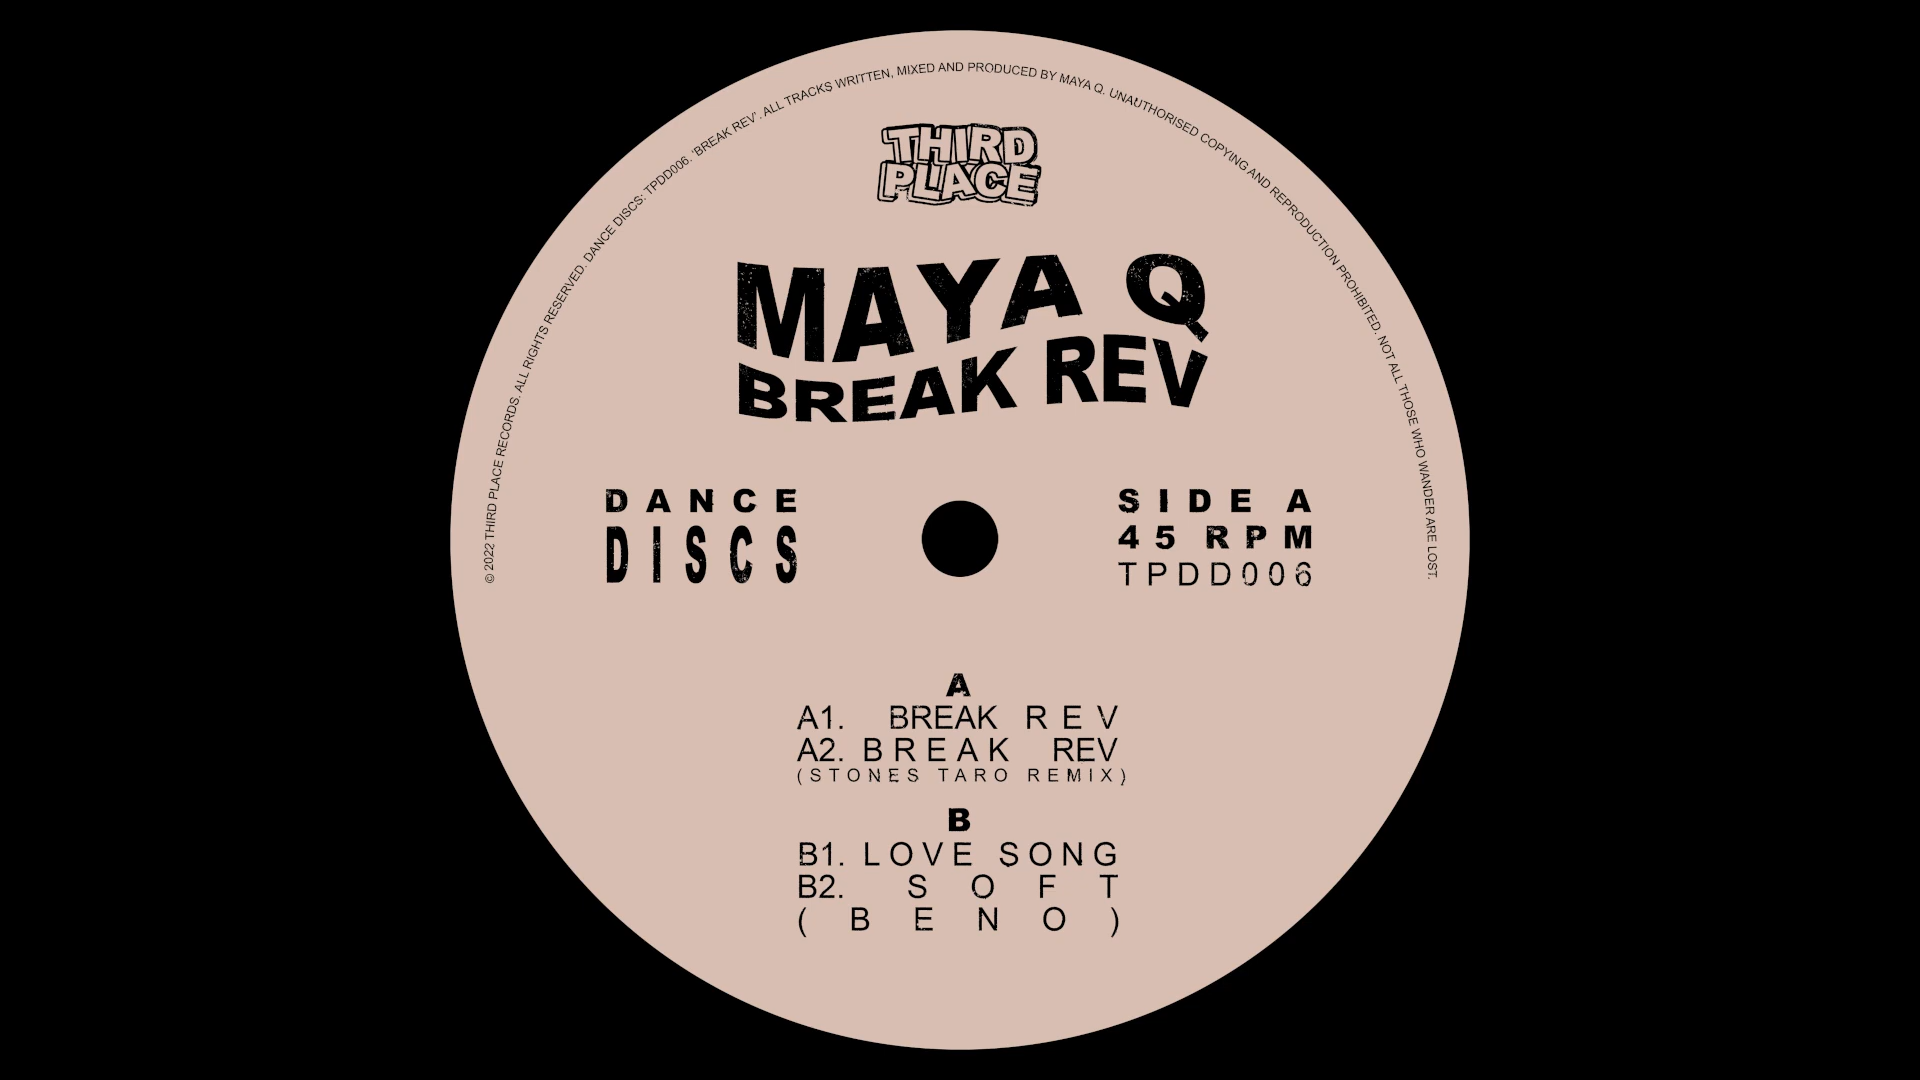 © 2022 THIRD PLACE RECORDS. ALL RIGHTS RESERVED. DANCE DISCS: TPDD006. 'BREAK REV'. ALL TRACKS WRITTEN, MIXED AND PRODUCED BY MAYA Q. UNAUTHORISED COPYING AND REPRODUCTION PROHIBITED. NOT ALL THOSE WHO WANDER ARE LOST.
THIRD
PLACE
MAYA Q
BREAK REV
DANCE
DISCS
SIDE A
45 RPM
TPDD006
A
A1. BREAK REV
A2. BREAK REV
(STONES TARO REMIX)
B
B1. LOVE SONG
B2. SOFT
(BENO)